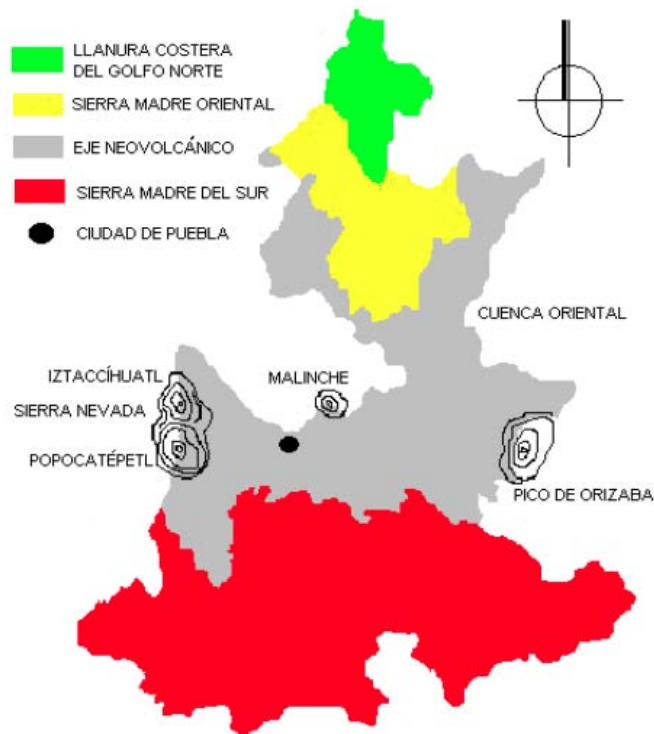 LLANURA COSTERA
DEL GOLFO NORTE
SIERRA MADRE ORIENTAL
EJE NEOVOLCÁNICO
SIERRA MADRE DEL SUR
CIUDAD DE PUEBLA
CUENCA ORIENTAL
IZTACCÍHUATL
MALINCHE
SIERRA NEVADA
POPOCATÉPETL
PICO DE ORIZABA